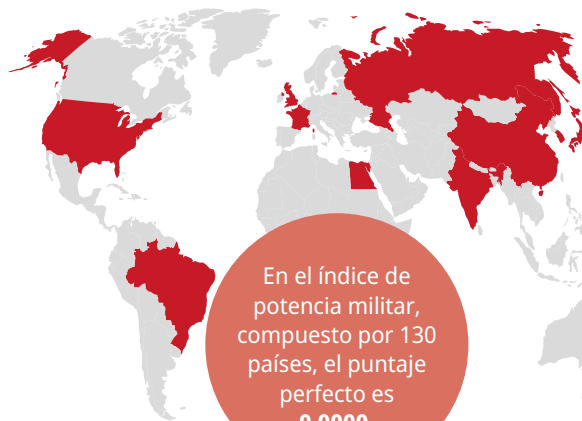 En el índice de
potencia militar,
compuesto por 130
países, el puntaje
perfecto es